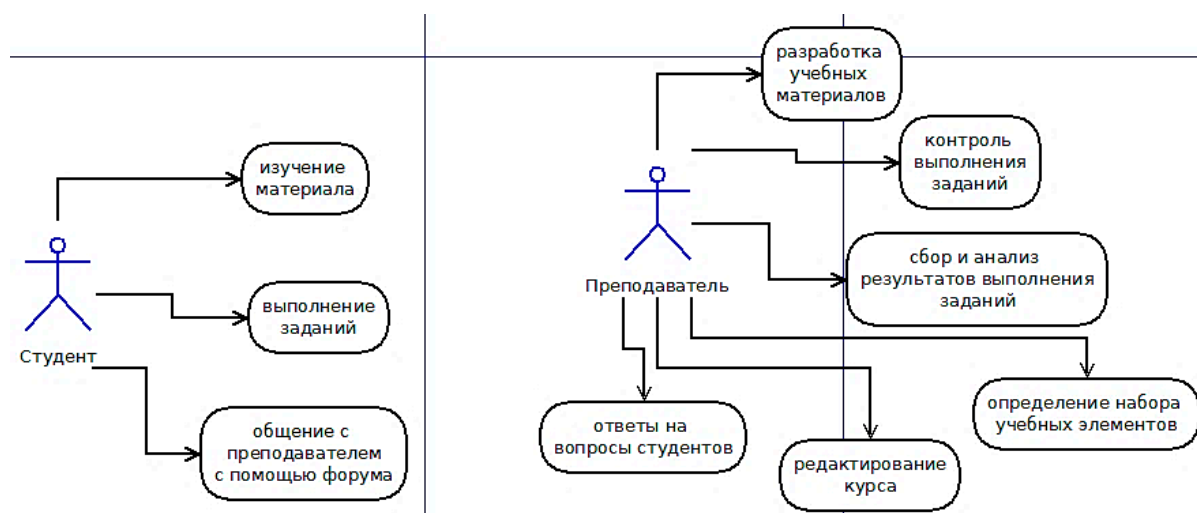 изучение
материала
выполнение
заданий
Студент
общение с
преподавателем
с помощью форума
разработка
учебных
материалов
контроль
выполнения
заданий
сбор и анализ
результатов выполнения
заданий
Преподаватель
определение набора
учебных элементов
ответы на
вопросы студентов
редактирование
курса